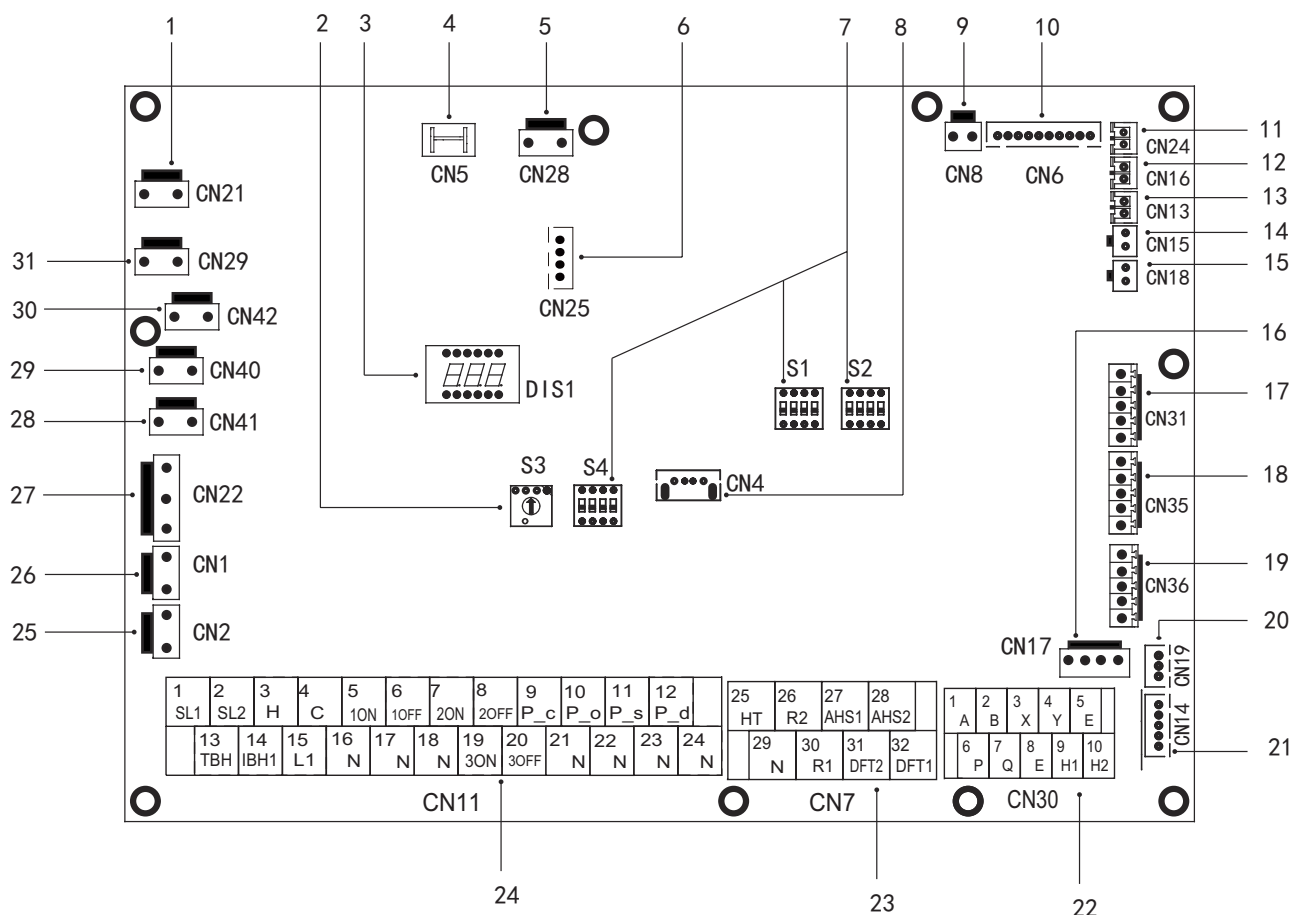 1 2 3 4 5 6 7 8 9 10
11
CN24
12
CN5 CN28 CN8 CN6
CN16
CN21
13
CN13
14
CN15
31 CN29
15
CN18
CN25
30 CN42
16
29 CN40
DIS1
S1 S2
17
CN31
28 CN41
S3 S4
CN4
18
27 CN22
CN35
26 CN1
19
CN36
25 CN2
20
CN17
CN19
1 2 3 4 5 6 7 8 9 10 11 12
SL1 SL2 H C 1ON 1OFF 2ON 2OFF P_c P_o P_s P_d
13 14 15 16 17 18 19 20 21 22 23 24
TBH IBH1 L1 N N N 3ON 3OFF N N N N
CN11
25 26 27 28
HT R2 AHS1 AHS2
29 30 31 32
N R1 DFT2 DFT1
CN7
1 2 3 4 5
A B X Y E
6 7 8 9 10
P Q E H1 H2
CN30
CN14
21
24 23 22